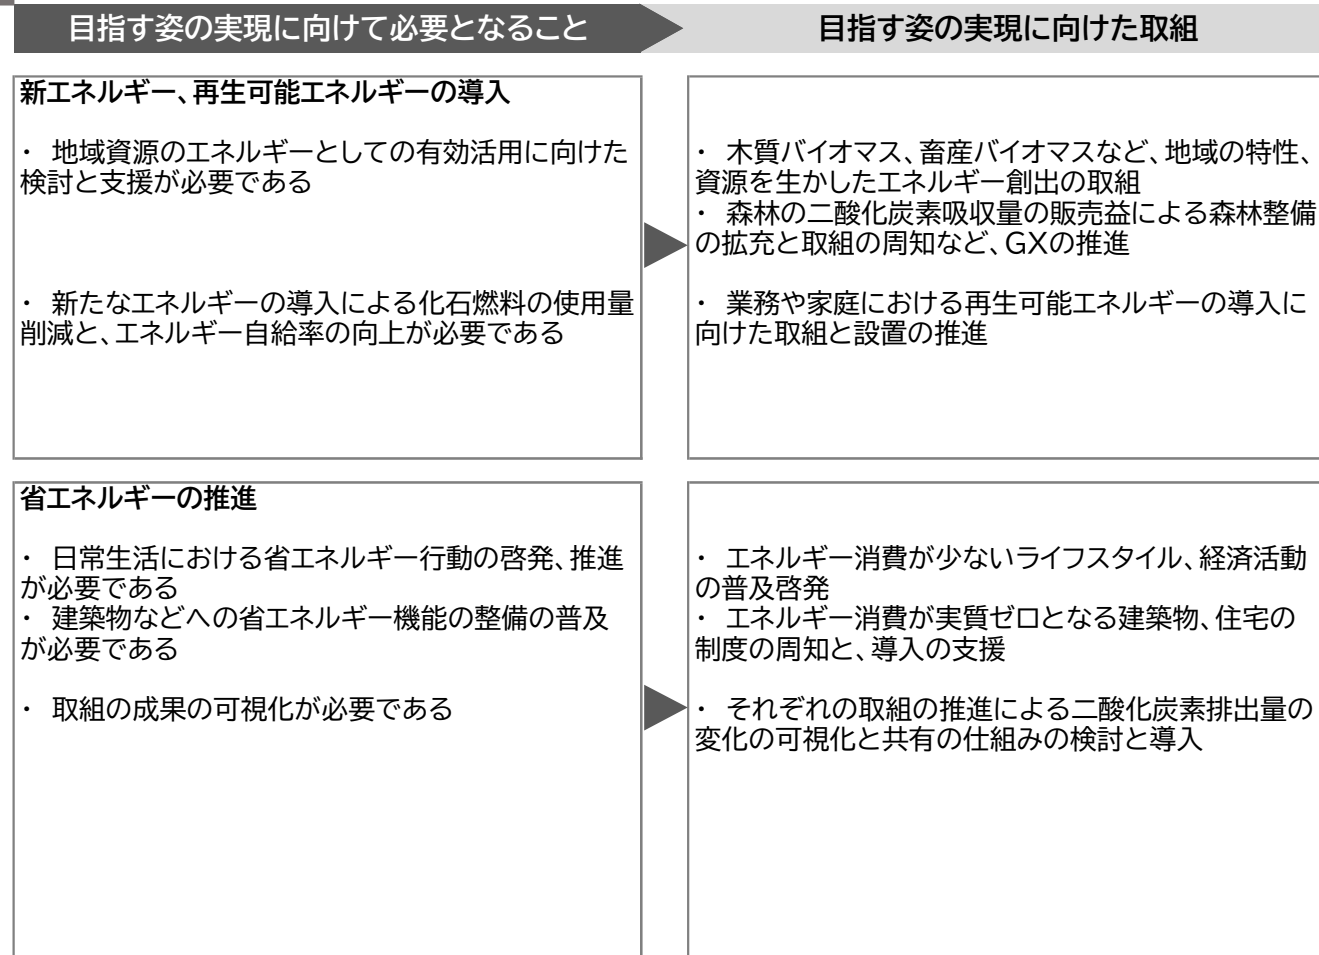 目指す姿の実現に向けて必要となること
目指す姿の実現に向けた取組
新エネルギー、再生可能エネルギーの導入
・ 地域資源のエネルギーとしての有効活用に向けた
検討と支援が必要である
・ 新たなエネルギーの導入による化石燃料の使用量
削減と、エネルギー自給率の向上が必要である
・ 木質バイオマス、畜産バイオマスなど、地域の特性、
資源を生かしたエネルギー創出の取組
・ 森林の二酸化炭素吸収量の販売益による森林整備
の拡充と取組の周知など、GXの推進
・ 業務や家庭における再生可能エネルギーの導入に
向けた取組と設置の推進
省エネルギーの推進
・ 日常生活における省エネルギー行動の啓発、推進
が必要である
・ 建築物などへの省エネルギー機能の整備の普及
が必要である
・ 取組の成果の可視化が必要である
・ エネルギー消費が少ないライフスタイル、経済活動
の普及啓発
・ エネルギー消費が実質ゼロとなる建築物、住宅の
制度の周知と、導入の支援
・ それぞれの取組の推進による二酸化炭素排出量の
変化の可視化と共有の仕組みの検討と導入